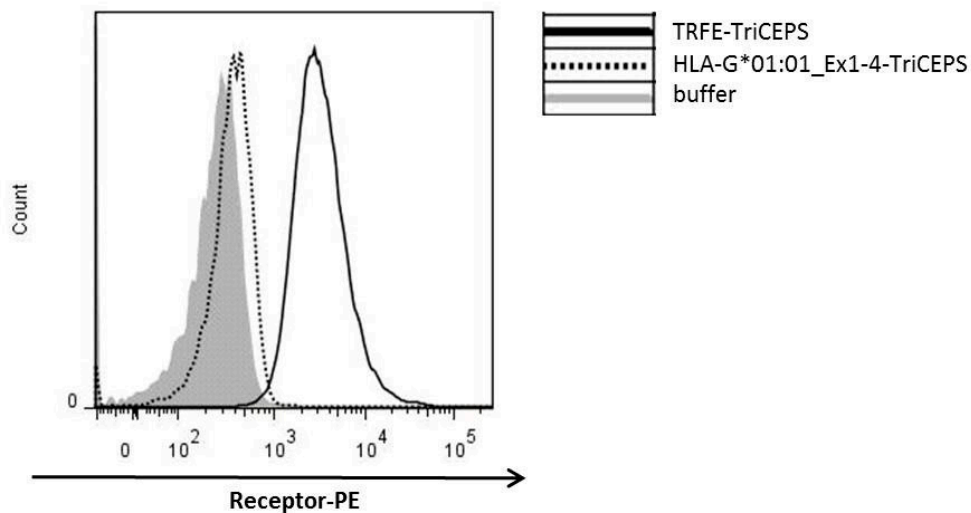 TRFE-TriCEPS
HLA-G*01:01_Ex1-4-TriCEPS
buffer
Count
0
0 10^2 10^3 10^4 10^5
Receptor-PE